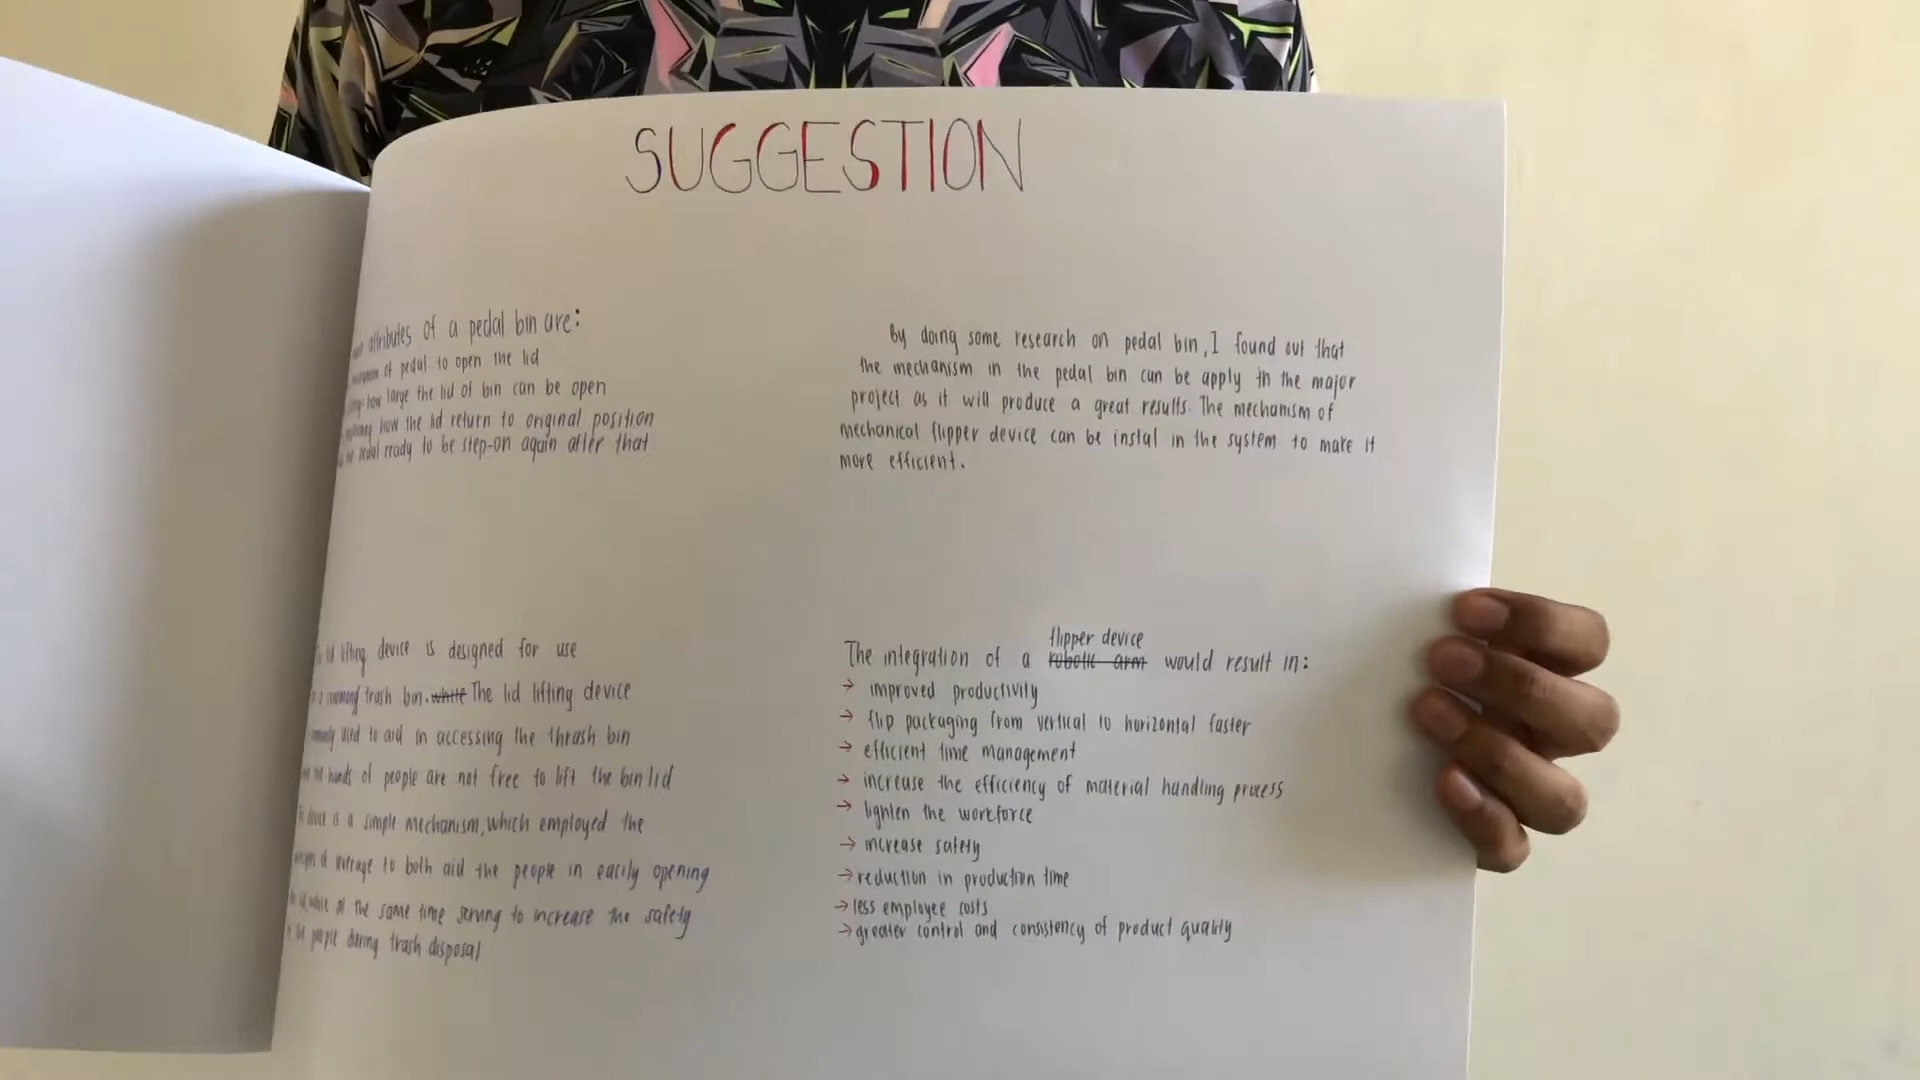 SUGGESTION
attributes of a pedal bin are:
of pedal to open the lid
how large the lid of bin can be open
how the lid return to original position
pedal ready to be step-on again after that
By doing some research on pedal bin, I found out that
the mechanism in the pedal bin can be apply in the major
project as it will produce a great results. The mechanism of
mechanical flipper device can be instal in the system to make it
more efficient.
lid lifting device is designed for use
trash bin. white The lid lifting device
used to aid in accessing the thrash bin
hands of people are not free to lift the bin lid
device is a simple mechanism, which employed the
leverage to both aid the people in easily opening
lid, while at the same time serving to increase the safety
people during trash disposal
flipper device
The integration of a robotic arm would result in:
→ improved productivity
→ flip packaging from vertical to horizontal faster
→ efficient time management
→ increase the efficiency of material handling process
→ lighten the workforce
→ increase safety
→ reduction in production time
→ less employee costs
→ greater control and consistency of product quality